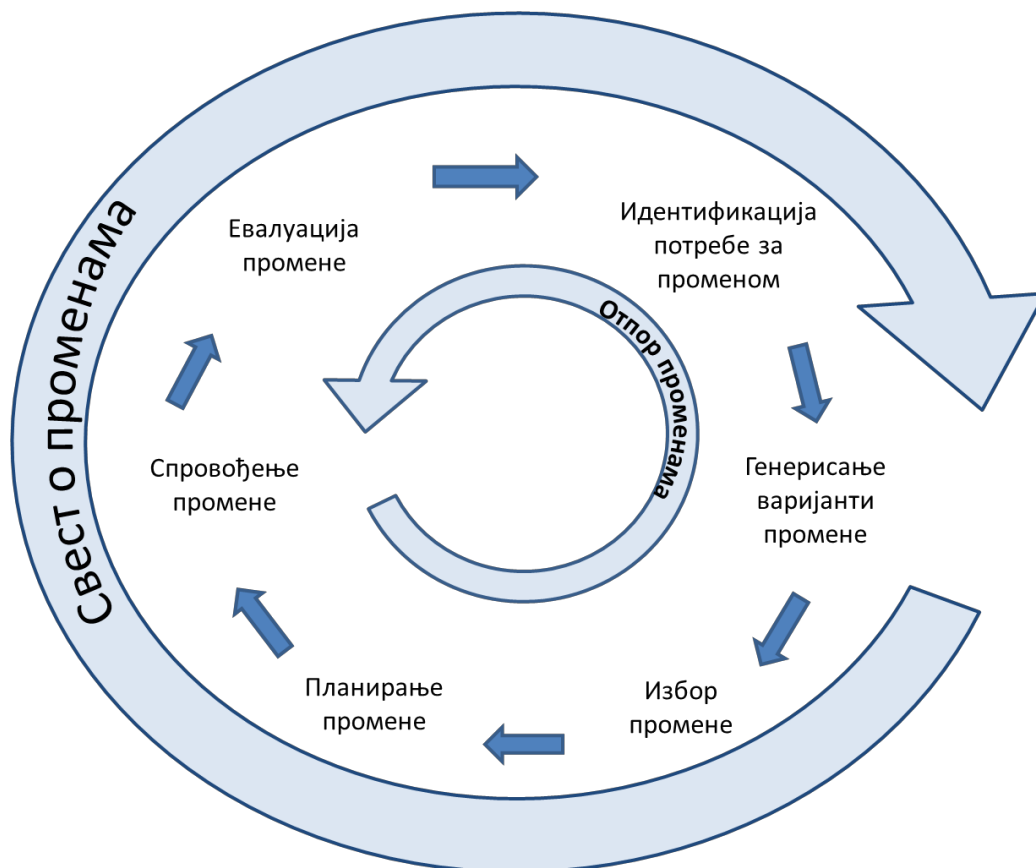 Свест о променама
Евалуација
промене
Идентификација
потребе за
променом
Отпор променама
Генерисање
варијанти
промене
Избор
промене
Планирање
промене
Спровођење
промене